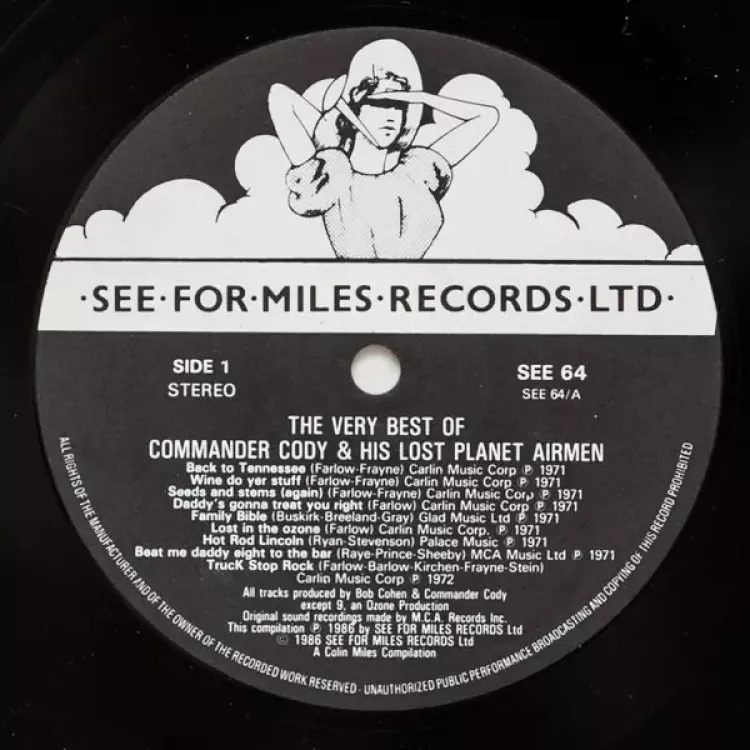 ·SEE·FOR·MILES·RECORDS·LTD·
SIDE 1
STEREO
SEE 64
SEE 64/A
THE VERY BEST OF
COMMANDER CODY & HIS LOST PLANET AIRMEN
Back to Tennessee (Farlow-Frayne) Carlin Music Corp ℗ 1971
Wine do yer stuff (Farlow-Frayne) Carlin Music Corp ℗ 1971
Seeds and stems (again) (Farlow-Frayne) Carlin Music Corp ℗ 1971
Daddy's gonna treat you right (Farlow) Carlin Music Corp ℗ 1971
Family Bible (Buskirk-Breeland-Gray) Glad Music Ltd ℗ 1971
Lost in the ozone (Farlow) Carlin Music Corp. ℗ 1971
Hot Rod Lincoln (Ryan-Stevenson) Palace Music ℗ 1971
Beat me daddy eight to the bar (Raye-Prince-Sheeby) MCA Music Ltd ℗ 1971
TrucK Stop Rock (Farlow-Barlow-Kirchen-Frayne-Stein)
Carlin Music Corp ℗ 1972
All tracks produced by Bob Cohen & Commander Cody
except 9, an Ozone Production
Original sound recordings made by M.C.A. Records Inc.
This compilation ℗ 1986 by SEE FOR MILES RECORDS Ltd
© 1986 SEE FOR MILES RECORDS Ltd
A Colin Miles Compilation
ALL RIGHTS OF THE MANUFACTURER AND OF THE OWNER OF THE RECORDED WORK RESERVED - UNAUTHORIZED PUBLIC PERFORMANCE BROADCASTING AND COPYING OF THIS RECORD PROHIBITED